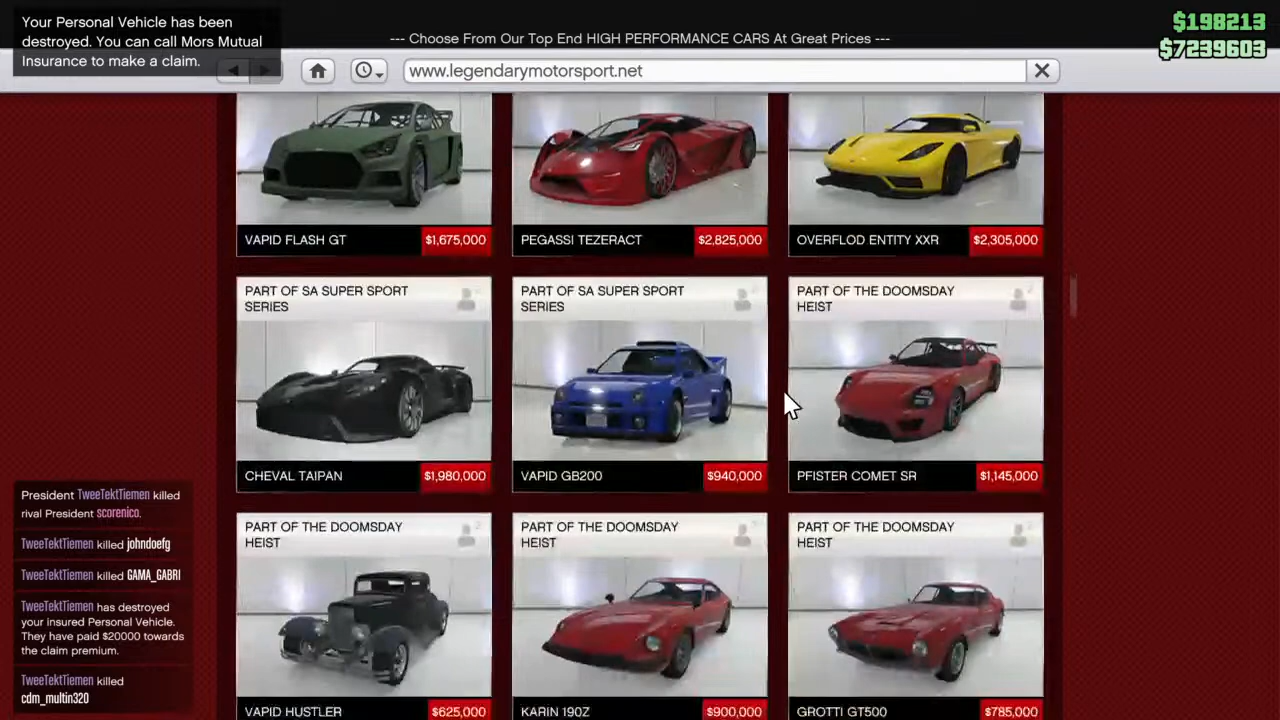 Your Personal Vehicle has been
destroyed. You can call Mors Mutual
Insurance to make a claim.
--- Choose From Our Top End HIGH PERFORMANCE CARS At Great Prices ---
$198213
$7239603
www.legendarymotorsport.net
VAPID FLASH GT $1,675,000
PEGASSI TEZERACT $2,825,000
OVERFLOD ENTITY XXR $2,305,000
PART OF SA SUPER SPORT
SERIES
PART OF SA SUPER SPORT
SERIES
PART OF THE DOOMSDAY
HEIST
CHEVAL TAIPAN $1,980,000
VAPID GB200 $940,000
PFISTER COMET SR $1,145,000
PART OF THE DOOMSDAY
HEIST
PART OF THE DOOMSDAY
HEIST
PART OF THE DOOMSDAY
HEIST
VAPID HUSTLER $625,000
KARIN 190Z $900,000
GROTTI GT500 $785,000
President TweeTektTiemen killed
rival President scorenico.
TweeTektTiemen killed johndoefg
TweeTektTiemen killed GAMA_GABRI
TweeTektTiemen has destroyed
your insured Personal Vehicle.
They have paid $20000 towards
the claim premium.
TweeTektTiemen killed
cdm_multin320